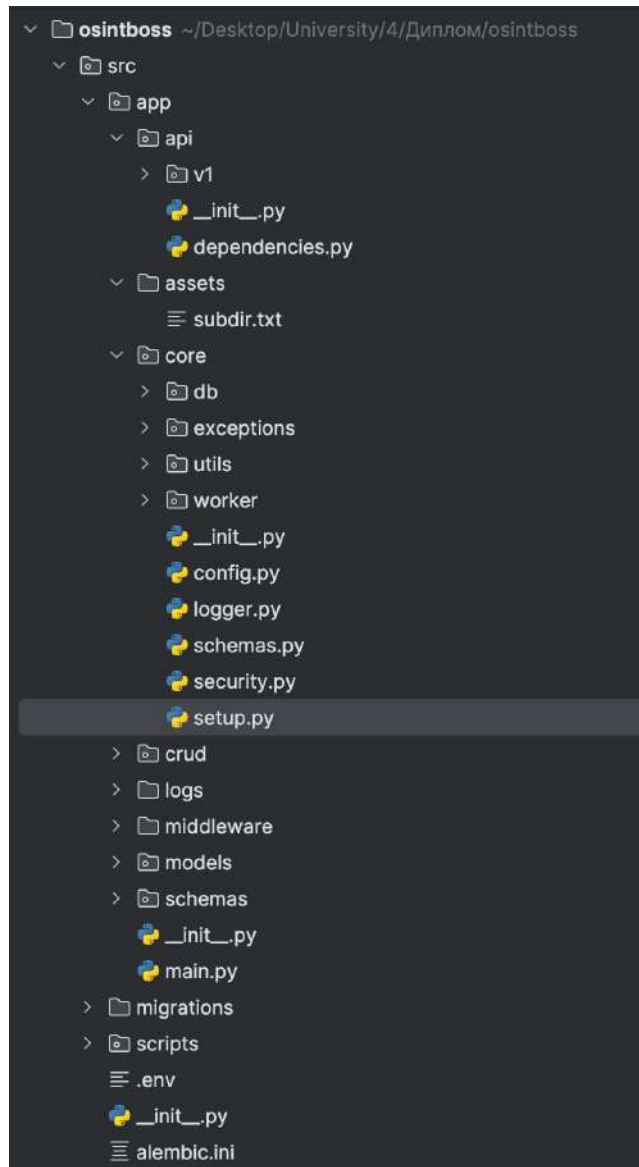 osintboss ~/Desktop/University/4/Диплом/osintboss
src
app
api
v1
__init__.py
dependencies.py
assets
subdir.txt
core
db
exceptions
utils
worker
__init__.py
config.py
logger.py
schemas.py
security.py
setup.py
crud
logs
middleware
models
schemas
__init__.py
main.py
migrations
scripts
.env
__init__.py
alembic.ini